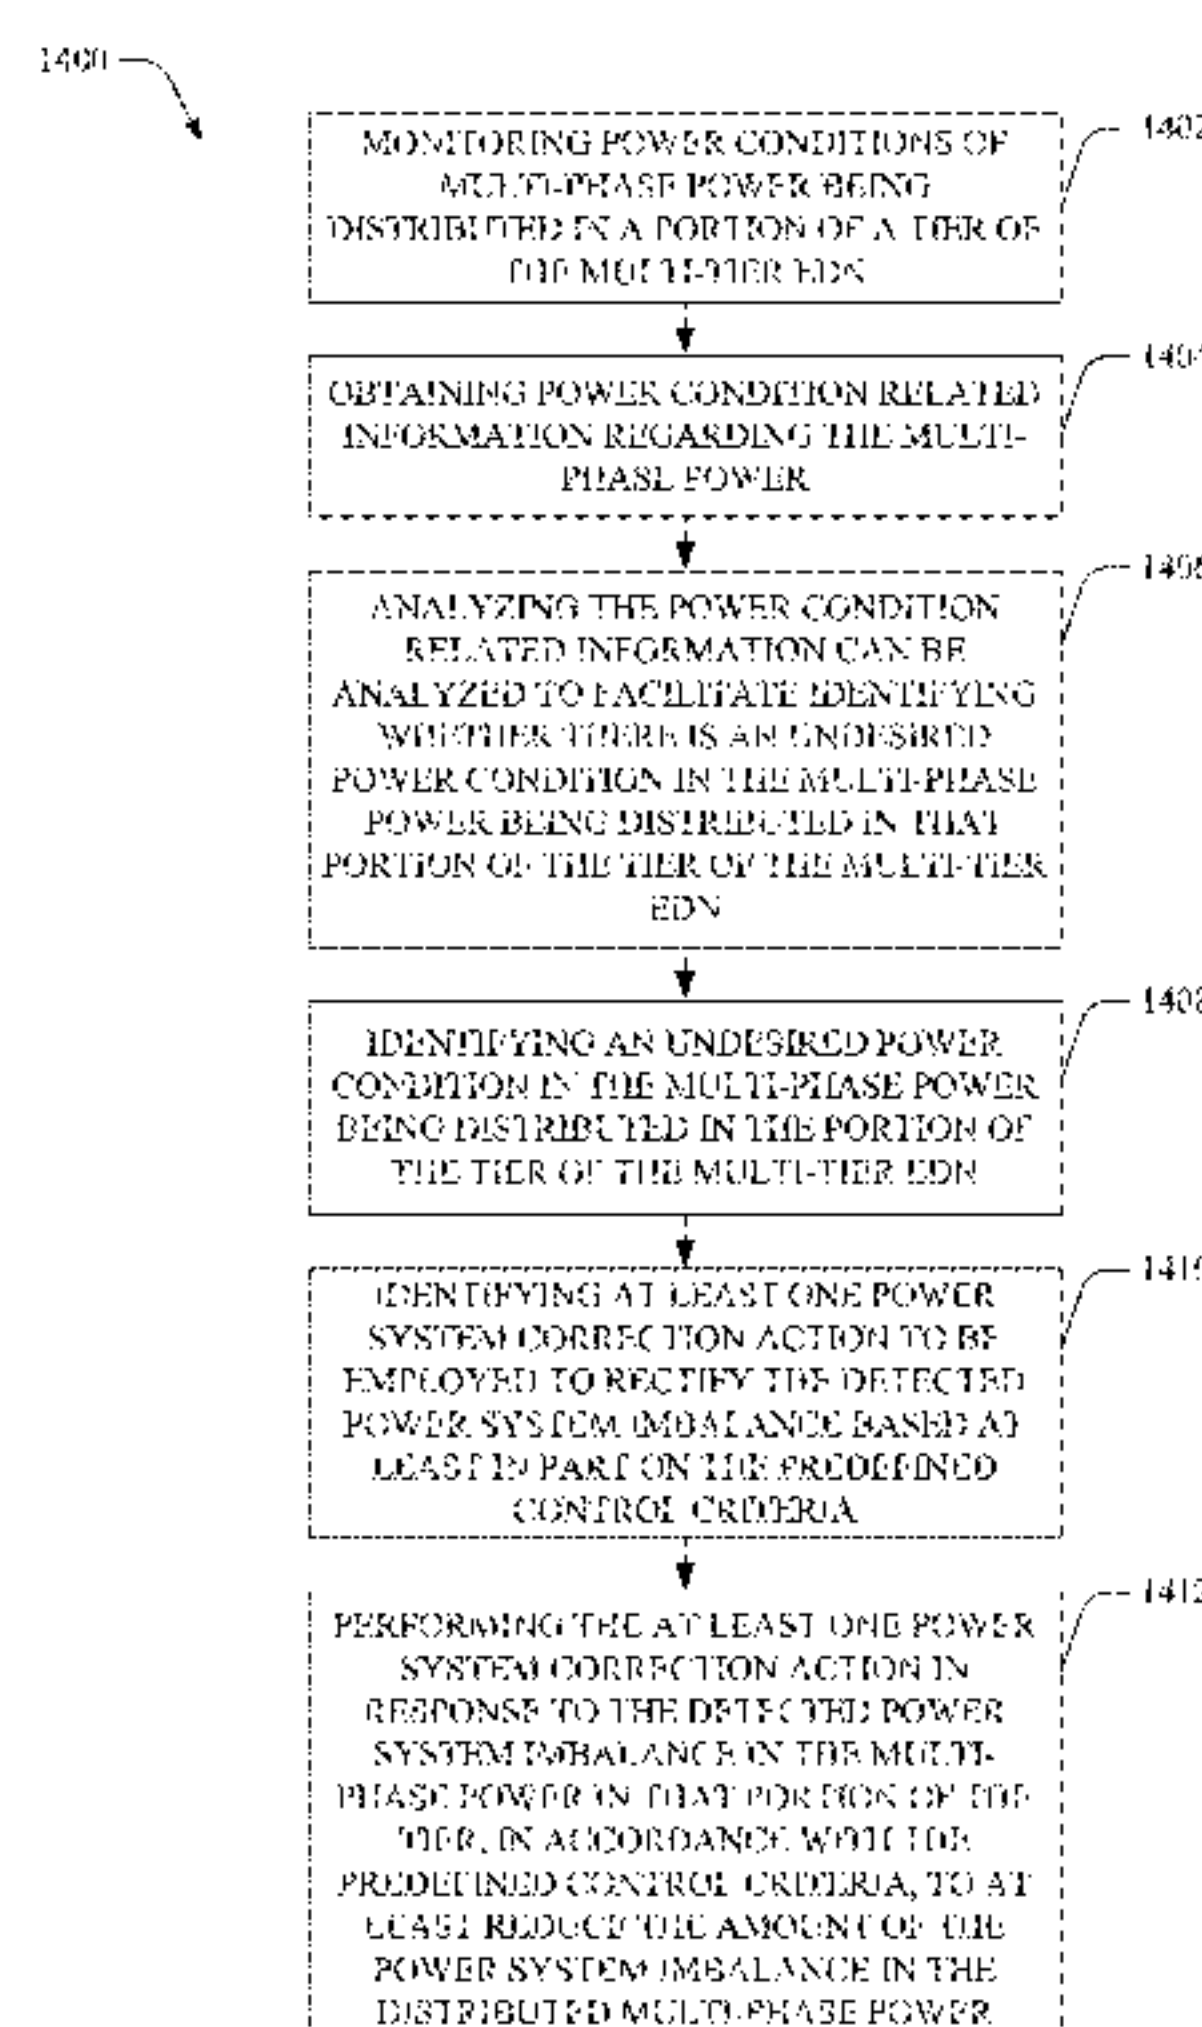 1400
MONITORING POWER CONDITIONS OF
MULTI-PHASE POWER BEING
DISTRIBUTED IN A PORTION OF A TIER OF
THE MULTI-TIER EDN
1402
OBTAINING POWER CONDITION RELATED
INFORMATION REGARDING THE MULTI-
PHASE POWER
ANALYZING THE POWER CONDITION
RELATED INFORMATION CAN BE
ANALYZED TO FACILITATE IDENTIFYING
WHETHER THERE IS AN UNDESIRED
POWER CONDITION IN THE MULTI-PHASE
POWER BEING DISTRIBUTED IN THAT
PORTION OF THE TIER OF THE MULTI-TIER
EDN
1406
IDENTIFYING AN UNDESIRED POWER
CONDITION IN THE MULTI-PHASE POWER
BEING DISTRIBUTED IN THE PORTION OF
THE TIER OF THE MULTI-TIER EDN
1408
IDENTIFYING AT LEAST ONE POWER
SYSTEM CORRECTION ACTION TO BE
EMPLOYED TO RECTIFY THE DETECTED
POWER SYSTEM IMBALANCE BASED AT
LEAST IN PART ON THE PREDEFINED
CONTROL CRITERIA
1410
PERFORMING THE AT LEAST ONE POWER
SYSTEM CORRECTION ACTION IN
RESPONSE TO THE DETECTED POWER
SYSTEM IMBALANCE IN THE MULTI-
PHASE POWER IN THAT PORTION OF THE
TIER, IN ACCORDANCE WITH THE
PREDEFINED CONTROL CRITERIA, TO AT
LEAST REDUCE THE AMOUNT OF THE
POWER SYSTEM IMBALANCE IN THE
DISTRIBUTED MULTI-PHASE POWER
1412